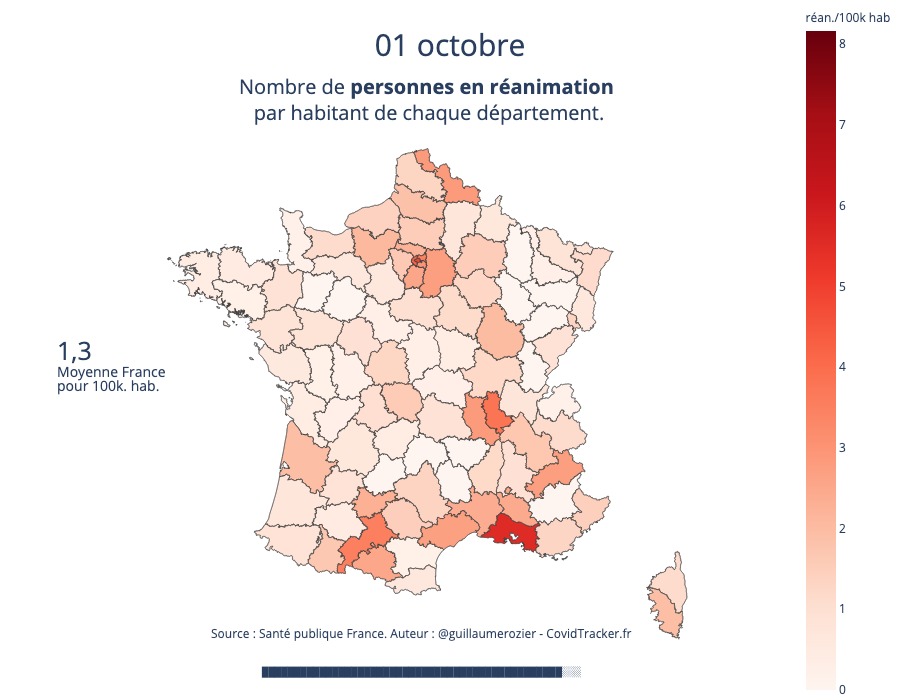 01 octobre
Nombre de personnes en réanimation
par habitant de chaque département.
réan./100k hab
8
7
6
5
4
3
2
1
0
1,3
Moyenne France
pour 100k. hab.
Source : Santé publique France. Auteur : @guillaumerozier - CovidTracker.fr